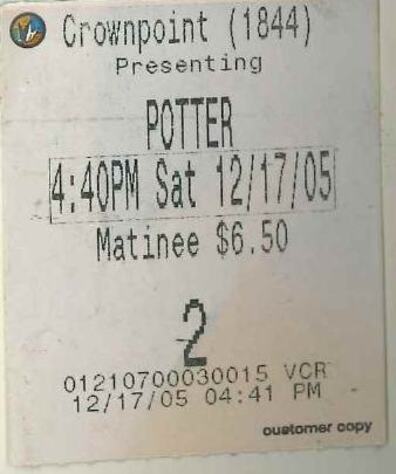 Crownpoint (1844)
Presenting
POTTER
4:40PM Sat 12/17/05
Matinee $6.50
2
01210700030015 VCR
12/17/05 04:41 PM
customer copy